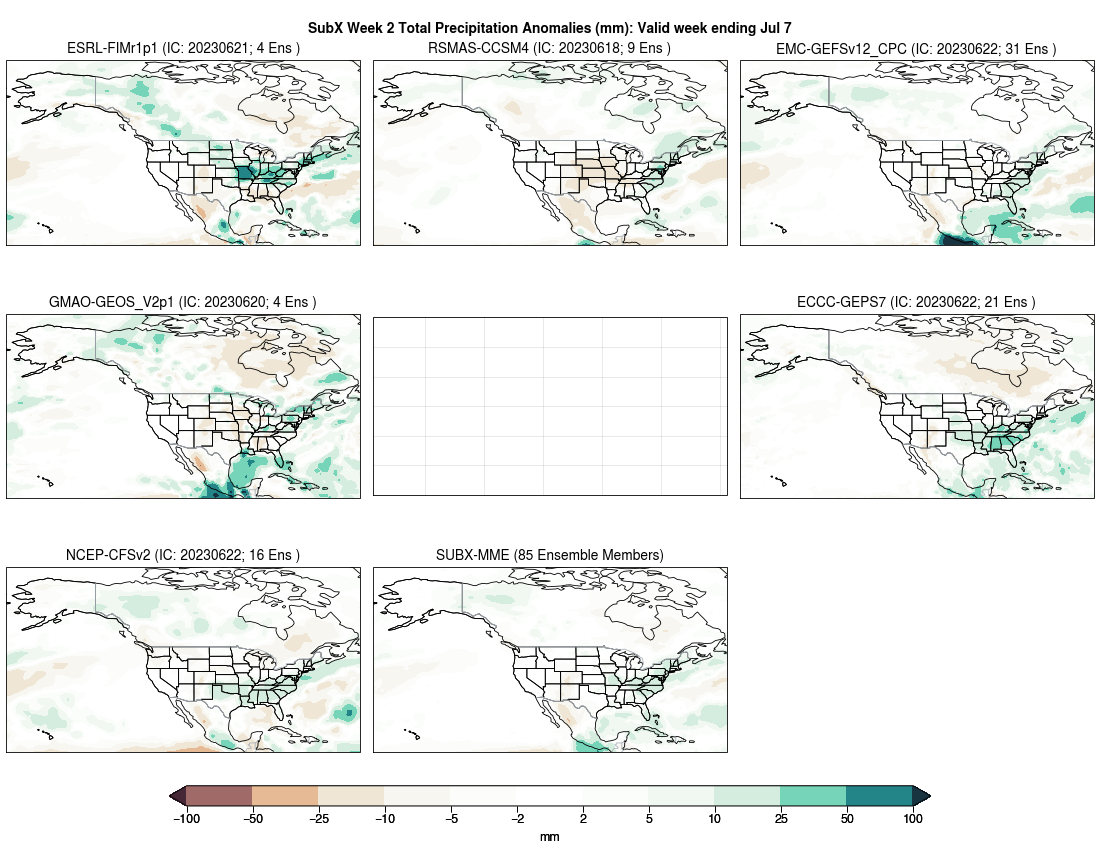 SubX Week 2 Total Precipitation Anomalies (mm): Valid week ending Jul 7
ESRL-FIMr1p1 (IC: 20230621; 4 Ens )
RSMAS-CCSM4 (IC: 20230618; 9 Ens )
EMC-GEFSv12_CPC (IC: 20230622; 31 Ens )
GMAO-GEOS_V2p1 (IC: 20230620; 4 Ens )
ECCC-GEPS7 (IC: 20230622; 21 Ens )
NCEP-CFSv2 (IC: 20230622; 16 Ens )
SUBX-MME (85 Ensemble Members)
−100 −50 −25 −10 −5 −2 2 5 10 25 50 100
mm